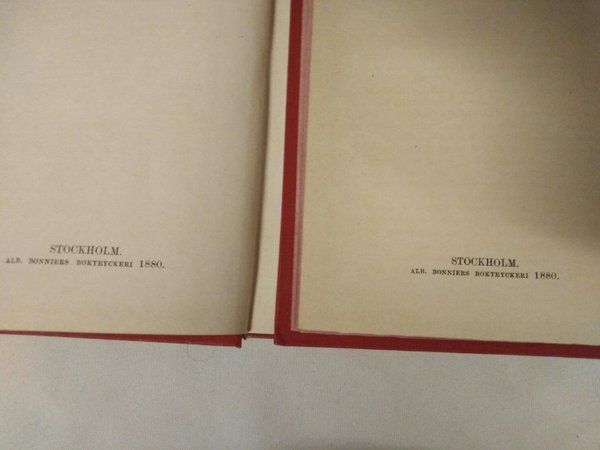 STOCKHOLM.
ALB. BONNIERS BOKTRYCKERI 1880.
STOCKHOLM.
ALB. BONNIERS BOKTRYCKERI 1880.